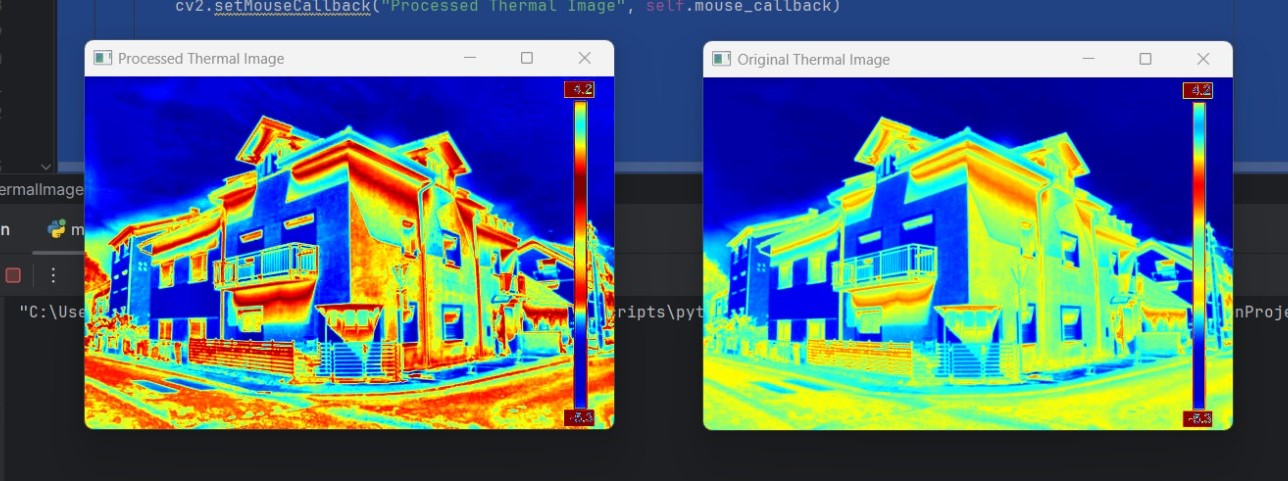 cv2.setMouseCallback("Processed Thermal Image", self.mouse_callback)
Processed Thermal Image
Original Thermal Image
4.2
4.2
ermalImage
n
m
"C:\Use
ripts\pyt
nProje
-5.3
-5.3